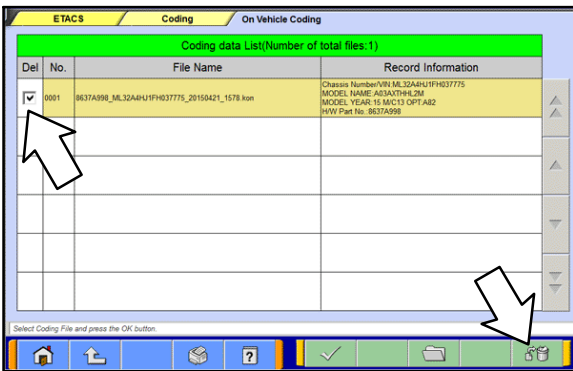 ETACS
Coding
On Vehicle Coding
Coding data List(Number of total files:1)
Del No. File Name Record Information
0001 8637A998_ML32A4HJ1FH037775_20150421_1578.kon
Chassis Number/VIN:ML32A4HJ1FH037775
MODEL NAME:A03AXTHHL2M
MODEL YEAR:15 M/C13 OPT:A82
H/W Part No.:8637A998
Select Coding File and press the OK button.
?